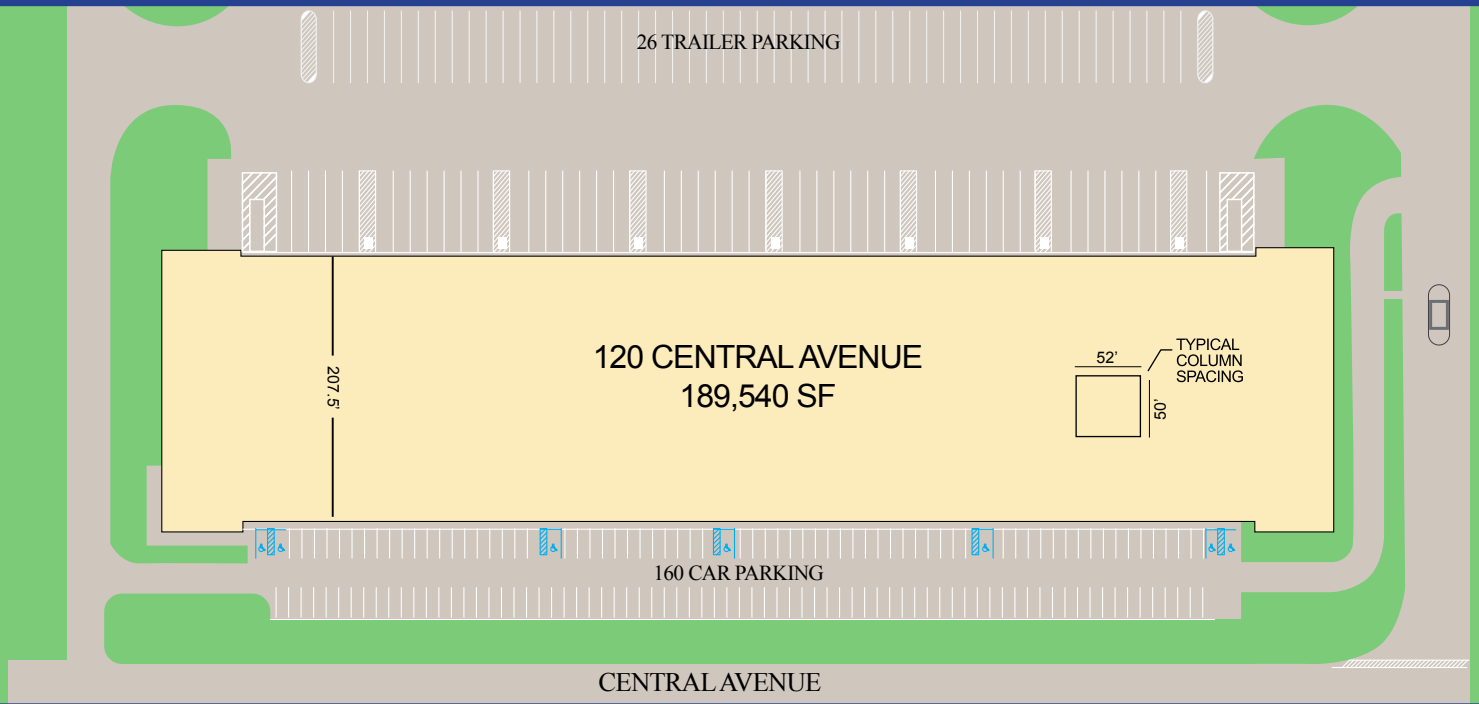 26 TRAILER PARKING
120 CENTRAL AVENUE
189,540 SF
207.5'
52'
50'
TYPICAL
COLUMN
SPACING
160 CAR PARKING
CENTRAL AVENUE